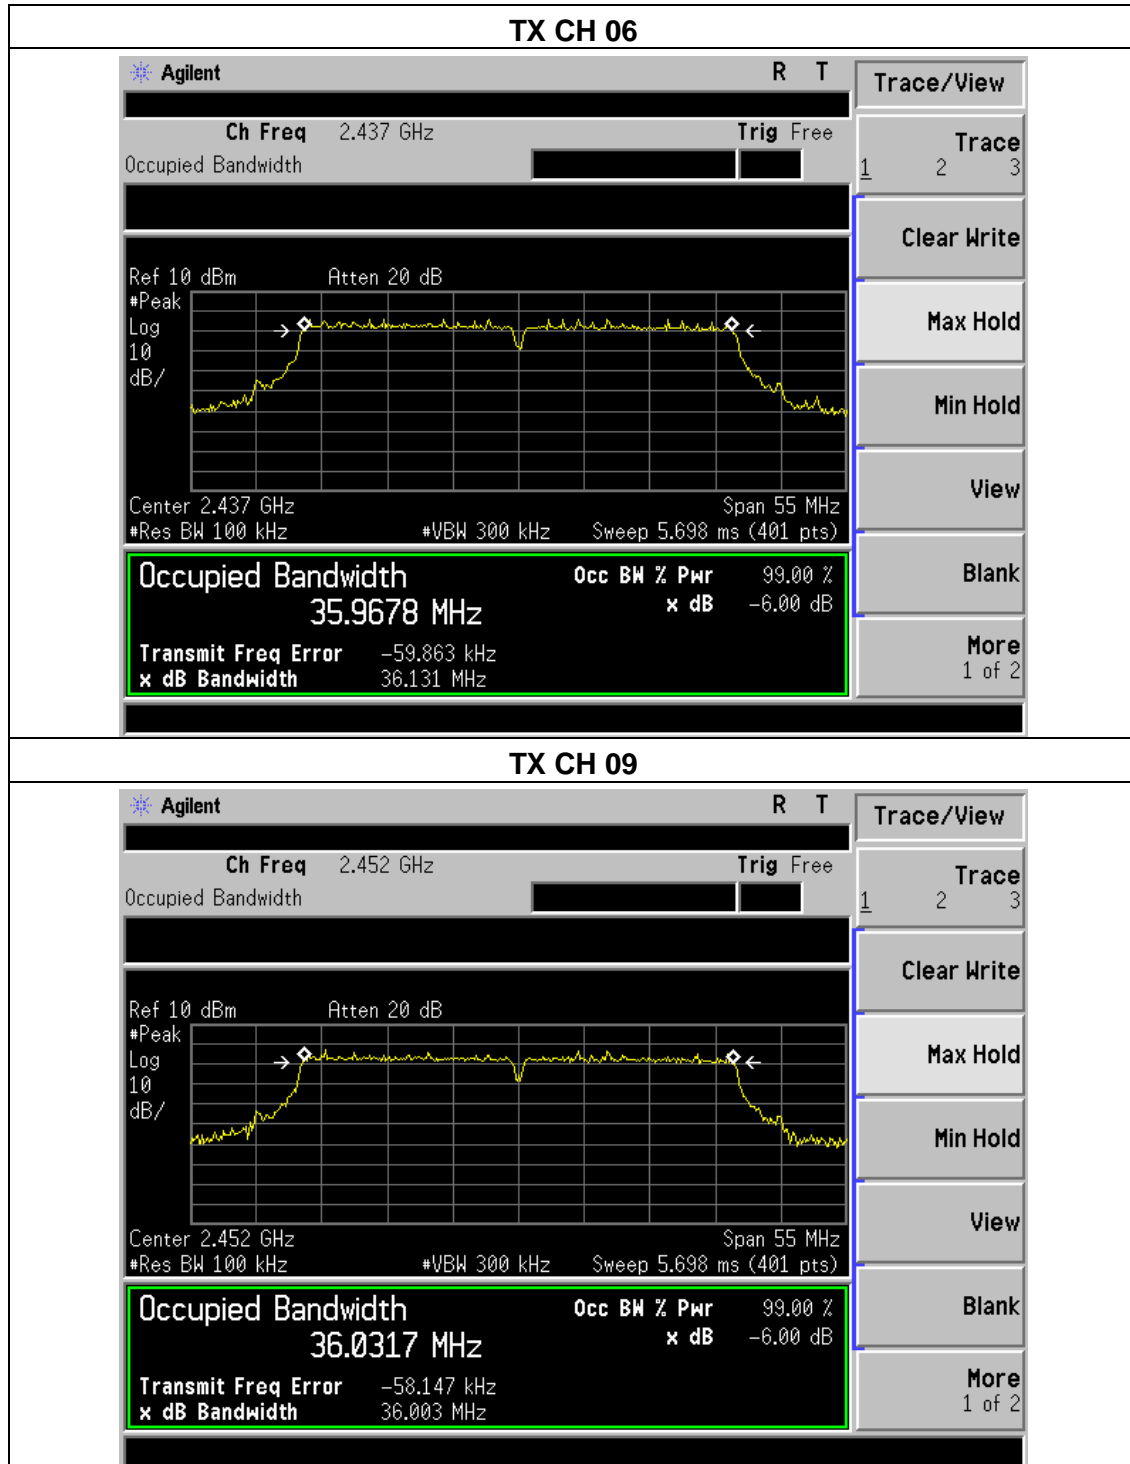 TX CH 06
Agilent R T
Trace/View
Ch Freq 2.437 GHz Trig Free
Occupied Bandwidth
Trace
1 2 3
Clear Write
Ref 10 dBm Atten 20 dB
#Peak
Log
10
dB/
Max Hold
Min Hold
View
Center 2.437 GHz Span 55 MHz
#Res BW 100 kHz #VBW 300 kHz Sweep 5.698 ms (401 pts)
Occupied Bandwidth Occ BW % Pwr 99.00 %
35.9678 MHz x dB -6.00 dB
Blank
Transmit Freq Error -59.863 kHz
x dB Bandwidth 36.131 MHz
More
1 of 2
TX CH 09
Agilent R T
Trace/View
Ch Freq 2.452 GHz Trig Free
Occupied Bandwidth
Trace
1 2 3
Clear Write
Ref 10 dBm Atten 20 dB
#Peak
Log
10
dB/
Max Hold
Min Hold
View
Center 2.452 GHz Span 55 MHz
#Res BW 100 kHz #VBW 300 kHz Sweep 5.698 ms (401 pts)
Occupied Bandwidth Occ BW % Pwr 99.00 %
36.0317 MHz x dB -6.00 dB
Blank
Transmit Freq Error -58.147 kHz
x dB Bandwidth 36.003 MHz
More
1 of 2